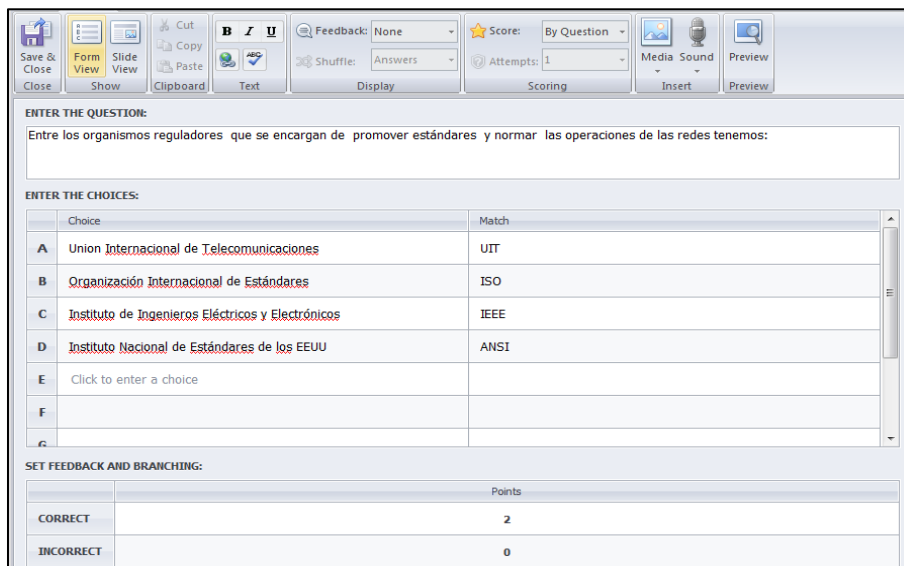 Save & Close
Form View
Slide View
Cut
Copy
Paste
B I U
ABC
Feedback: None
Shuffle: Answers
Score: By Question
Attempts: 1
Media
Sound
Preview
Close
Show
Clipboard
Text
Display
Scoring
Insert
Preview
ENTER THE QUESTION:
Entre los organismos reguladores que se encargan de promover estándares y normar las operaciones de las redes tenemos:
ENTER THE CHOICES:
Choice Match
A Union Internacional de Telecomunicaciones UIT
B Organización Internacional de Estándares ISO
C Instituto de Ingenieros Eléctricos y Electrónicos IEEE
D Instituto Nacional de Estándares de los EEUU ANSI
E Click to enter a choice
F
G
SET FEEDBACK AND BRANCHING:
Points
CORRECT 2
INCORRECT 0